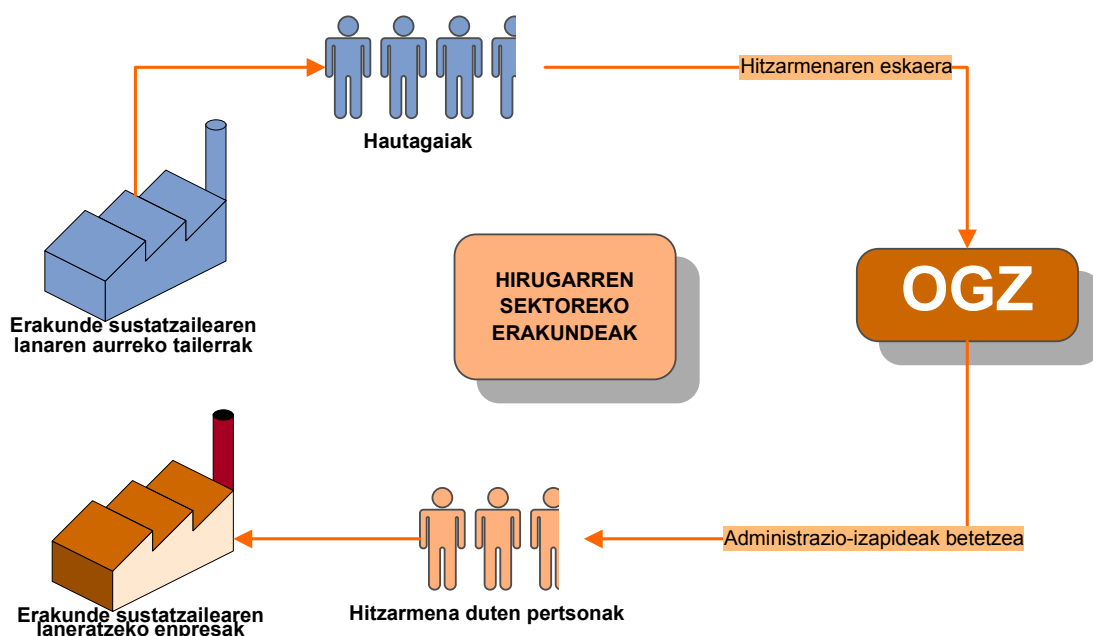 Hitzarmenaren eskaera
Hautagaiak
HIRUGARREN
SEKTOREKO
ERAKUNDEAK
OGZ
Erakunde sustatzailearen
lanaren aurreko tailerrak
Administrazio-izapideak betetzea
Hitzarmena duten pertsonak
Erakunde sustatzailearen
laneratzeko enpresak